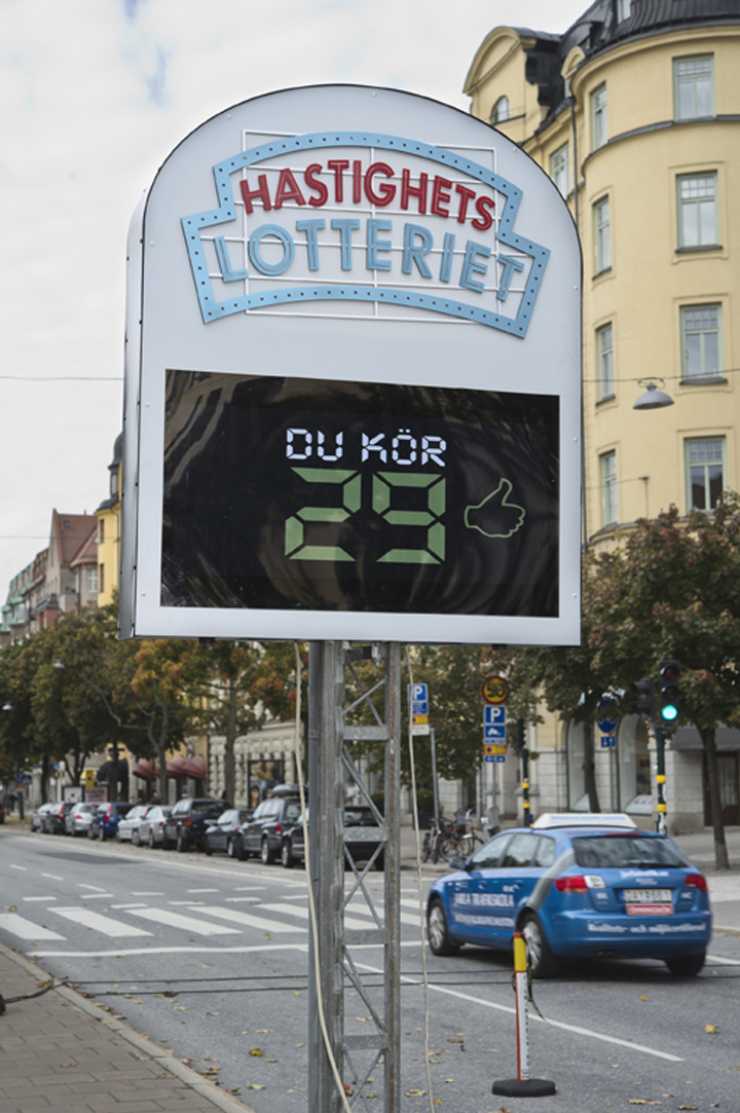 HASTIGHETS
LOTTERIET
DU KÖR
29
P
P